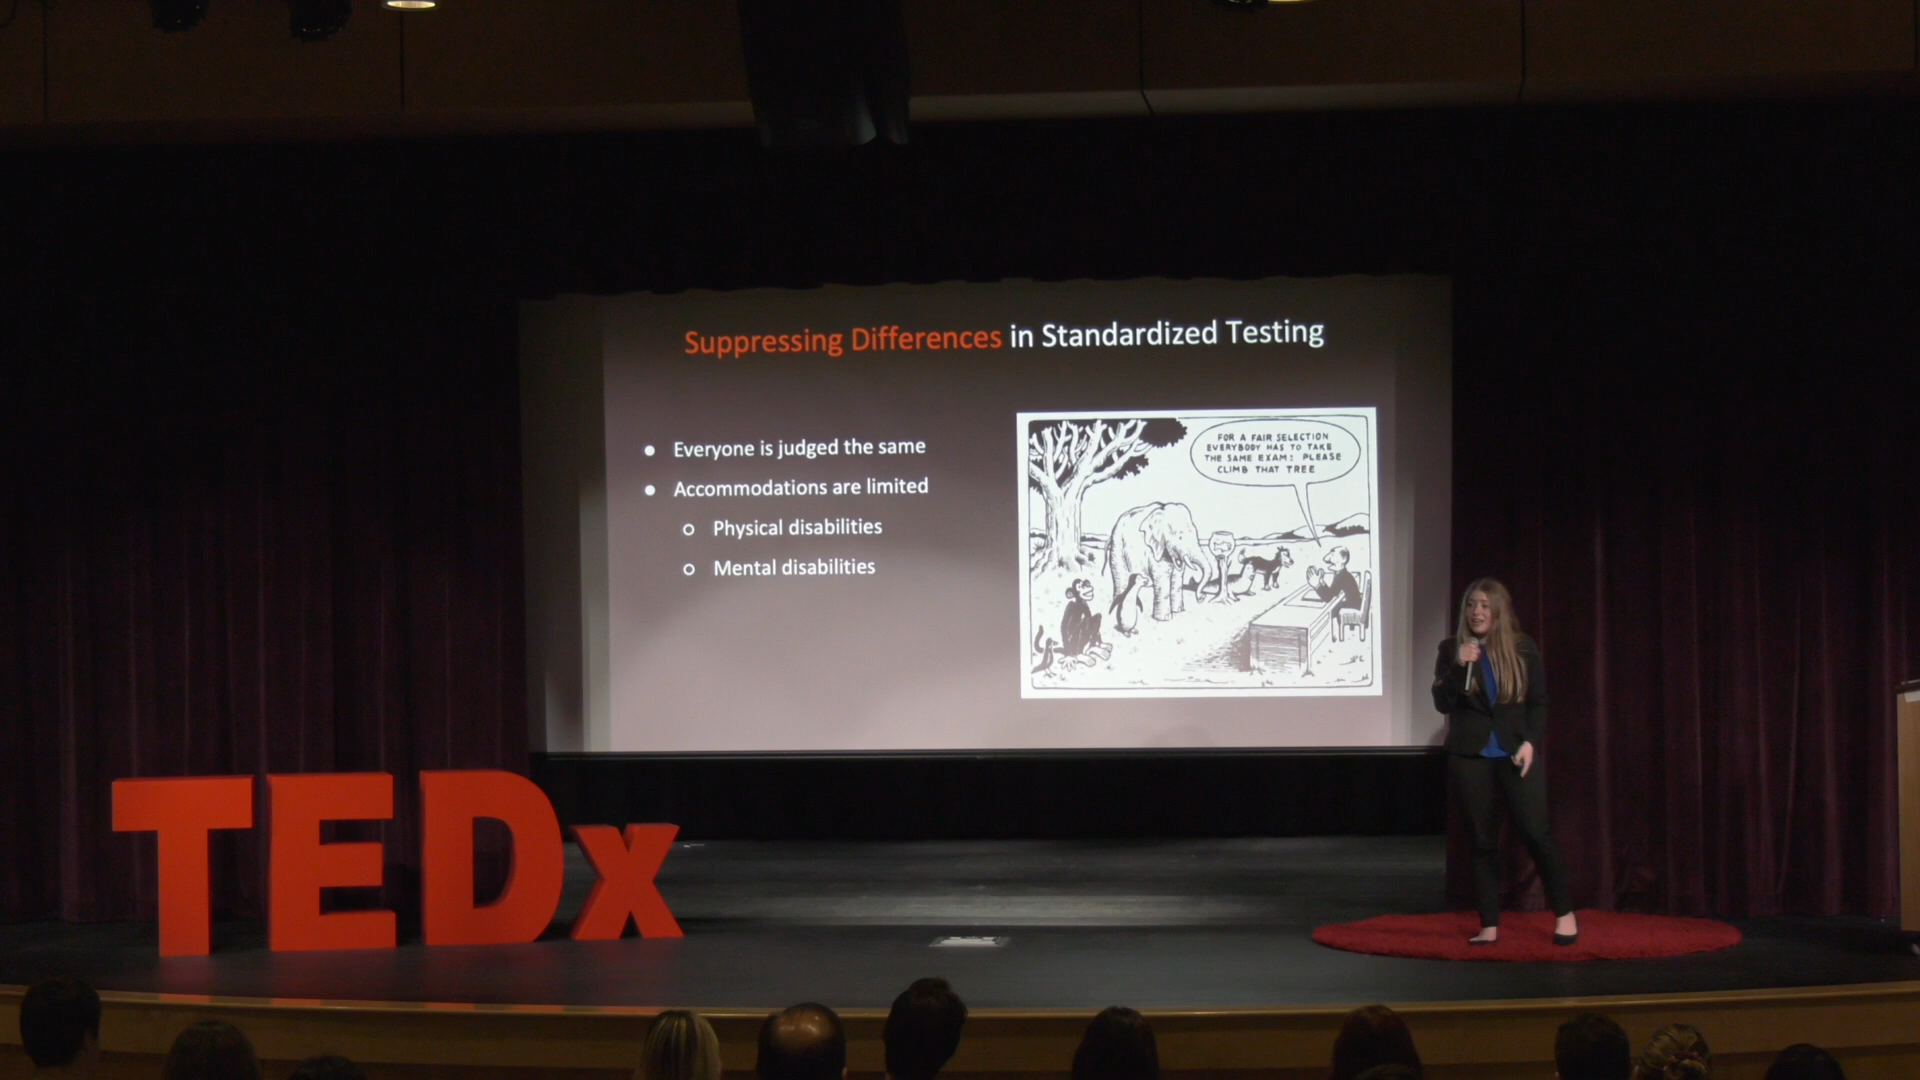 Suppressing Differences in Standardized Testing
Everyone is judged the same
Accommodations are limited
Physical disabilities
Mental disabilities
FOR A FAIR SELECTION
EVERYBODY HAS TO TAKE
THE SAME EXAM: PLEASE
CLIMB THAT TREE
TEDx